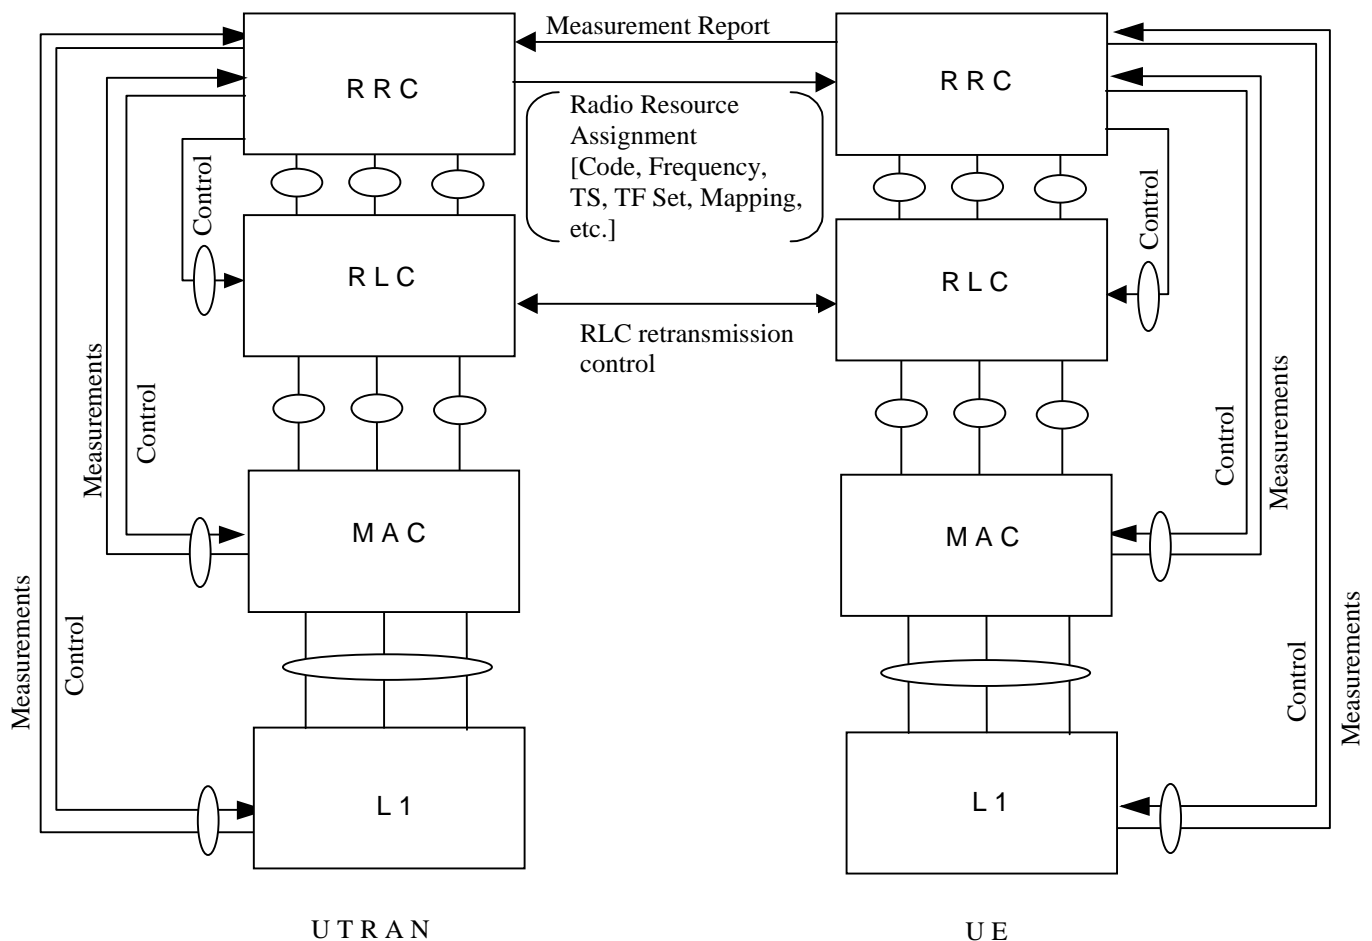 Measurement Report
R R C
R R C
Radio Resource
Assignment
[Code, Frequency,
TS, TF Set, Mapping,
etc.]
Control
Control
R L C
R L C
RLC retransmission
control
Measurements
Control
Control
Measurements
M A C
M A C
Measurements
Control
Control
Measurements
L 1
L 1
U T R A N
U E